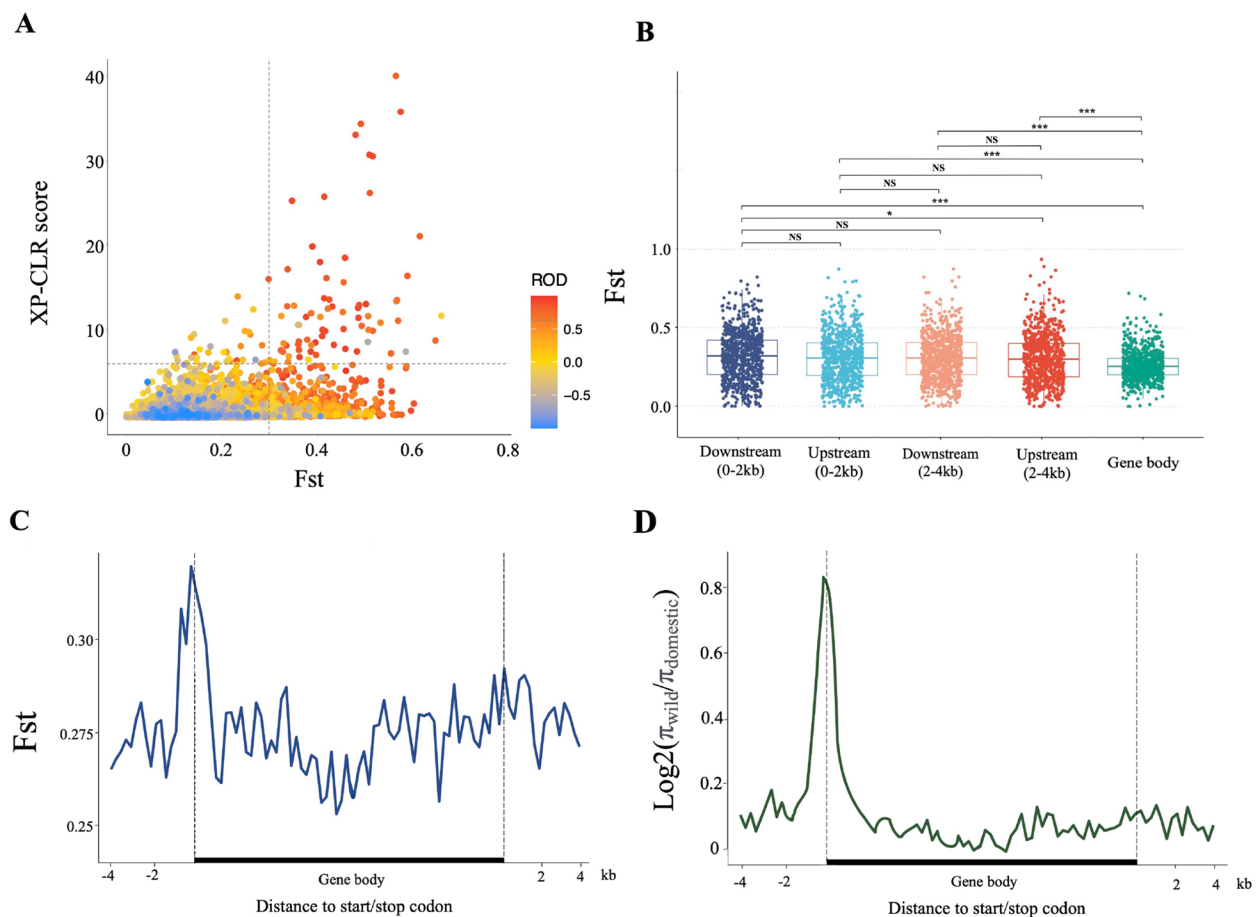 A
XP-CLR score
40
30
20
10
0
0 0.2 0.4 0.6 0.8
Fst
ROD
0.5
0.0
−0.5
B
Fst
1.0
0.5
0.0
***
***
NS
***
NS
NS
***
*
NS
NS
Downstream (0-2kb)
Upstream (0-2kb)
Downstream (2-4kb)
Upstream (2-4kb)
Gene body
C
Fst
0.30
0.275
0.25
-4 -2 Gene body 2 4 kb
Distance to start/stop codon
D
Log2(πwild/πdomestic)
0.8
0.6
0.4
0.2
0
-4 -2 Gene body 2 4 kb
Distance to start/stop codon